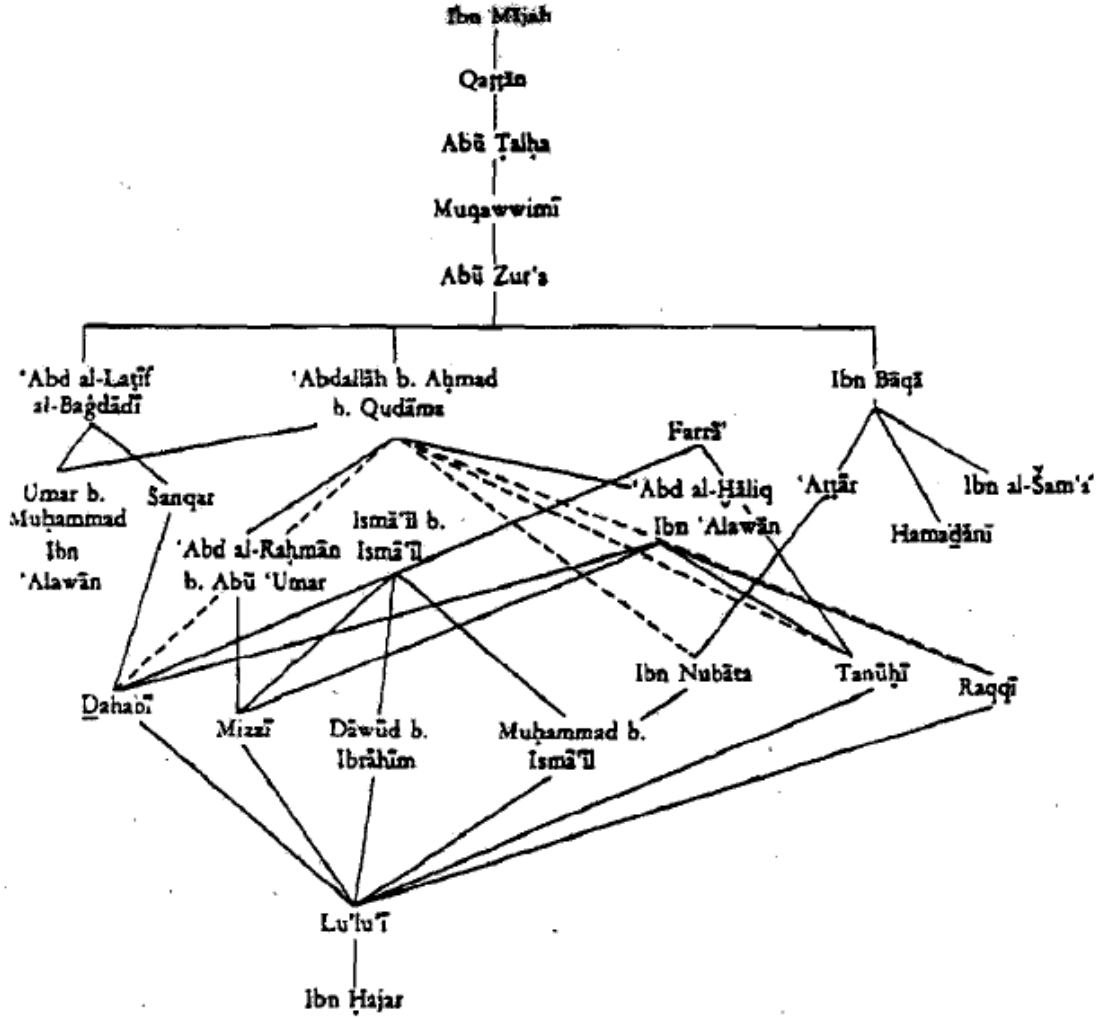 Ibn Mājah
Qaṭṭān
Abū Ṭalḥa
Muqawwimī
Abū Zur'a
'Abd al-Laṭīf
al-Baġdādī
'Abdallāh b. Aḥmad
b. Qudāma
Ibn Bāqā
Farrā'
Umar b.
Muḥammad
Ibn
'Alawān
Sanqar
'Abd al-Raḥmān
b. Abū 'Umar
Ismā'īl b.
Ismā'īl
'Abd al-Ḫāliq
Ibn 'Alawān
'Aṭṭār
Hamaḏānī
Ibn al-Šam'a'
Ḏahabī
Mizzī
Dāwūd b.
Ibrāhīm
Muḥammad b.
Ismā'īl
Ibn Nubāta
Tanūḫī
Raqqī
Lu'lu'ī
Ibn Ḥajar